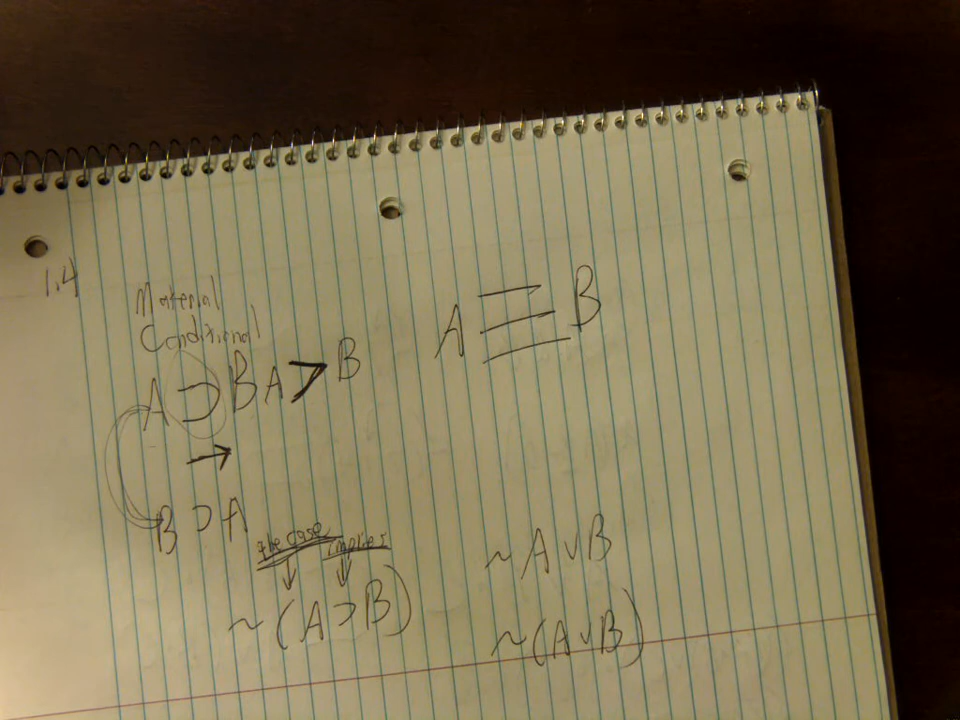 1.4
Material
Conditional
A ⊃ B A > B
A ≡ B
→
B ⊃ A
the case implies
↓ ↓
~(A ⊃ B)
~A v B
~(A v B)